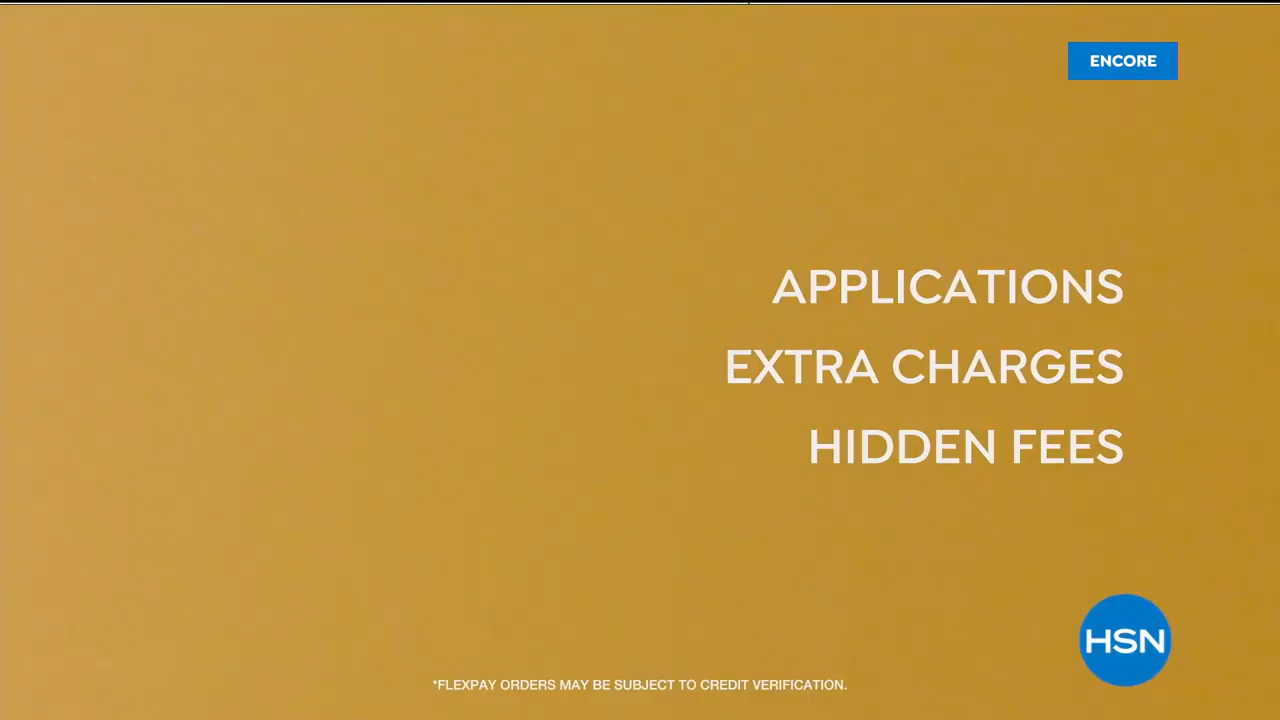 ENCORE
APPLICATIONS
EXTRA CHARGES
HIDDEN FEES
HSN
*FLEXPAY ORDERS MAY BE SUBJECT TO CREDIT VERIFICATION.